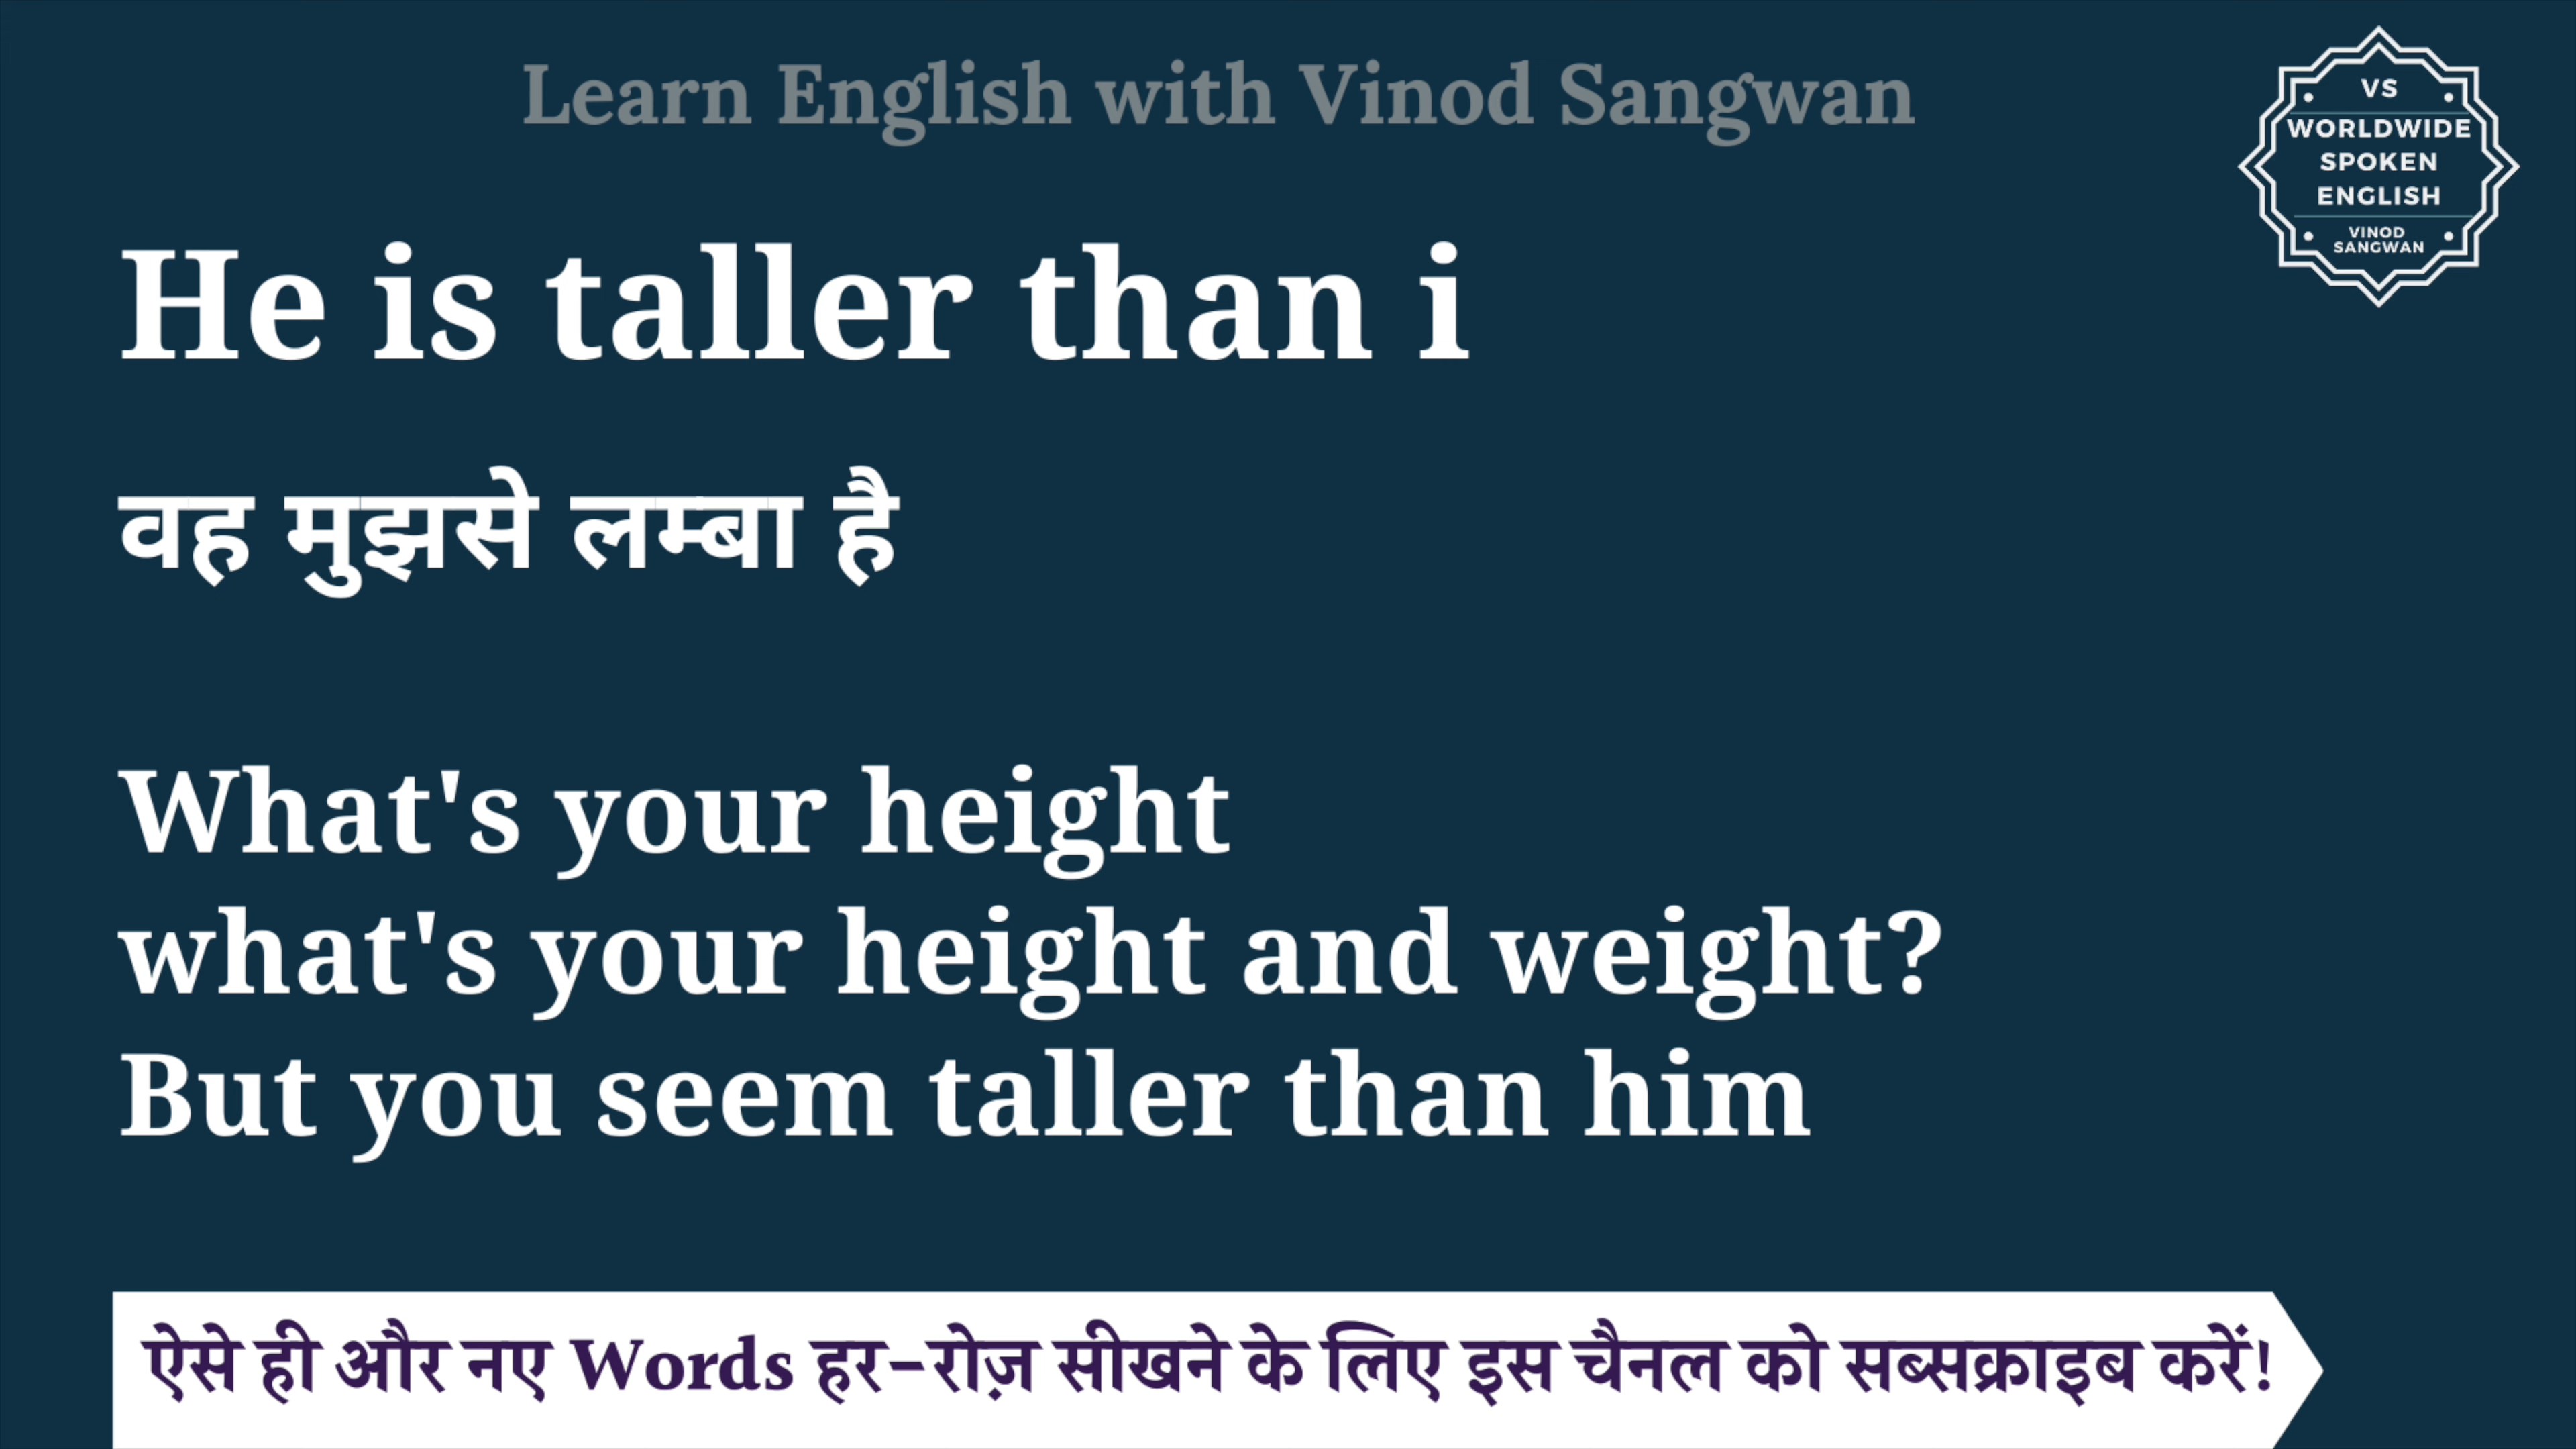 Learn English with Vinod Sangwan
VS
WORLDWIDE
SPOKEN
ENGLISH
VINOD
SANGWAN
He is taller than i
वह मुझसे लम्बा है
What's your height
what's your height and weight?
But you seem taller than him
ऐसे ही और नए Words हर-रोज़ सीखने के लिए इस चैनल को सब्सक्राइब करें!